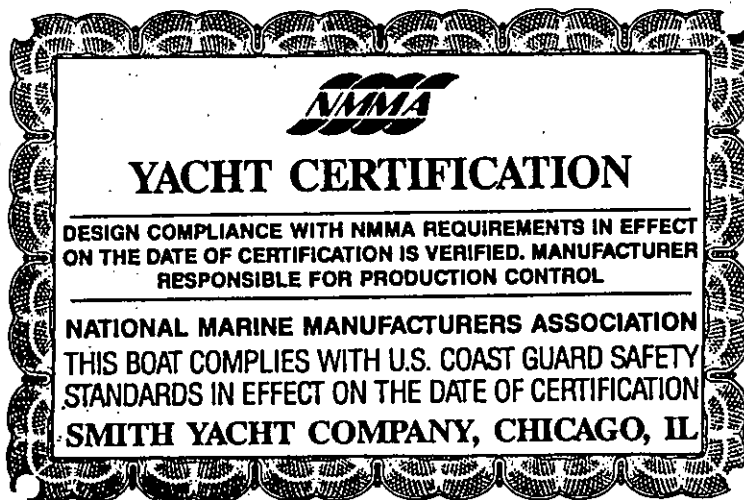 NMMA
YACHT CERTIFICATION
DESIGN COMPLIANCE WITH NMMA REQUIREMENTS IN EFFECT
ON THE DATE OF CERTIFICATION IS VERIFIED. MANUFACTURER
RESPONSIBLE FOR PRODUCTION CONTROL
NATIONAL MARINE MANUFACTURERS ASSOCIATION
THIS BOAT COMPLIES WITH U.S. COAST GUARD SAFETY
STANDARDS IN EFFECT ON THE DATE OF CERTIFICATION
SMITH YACHT COMPANY, CHICAGO, IL